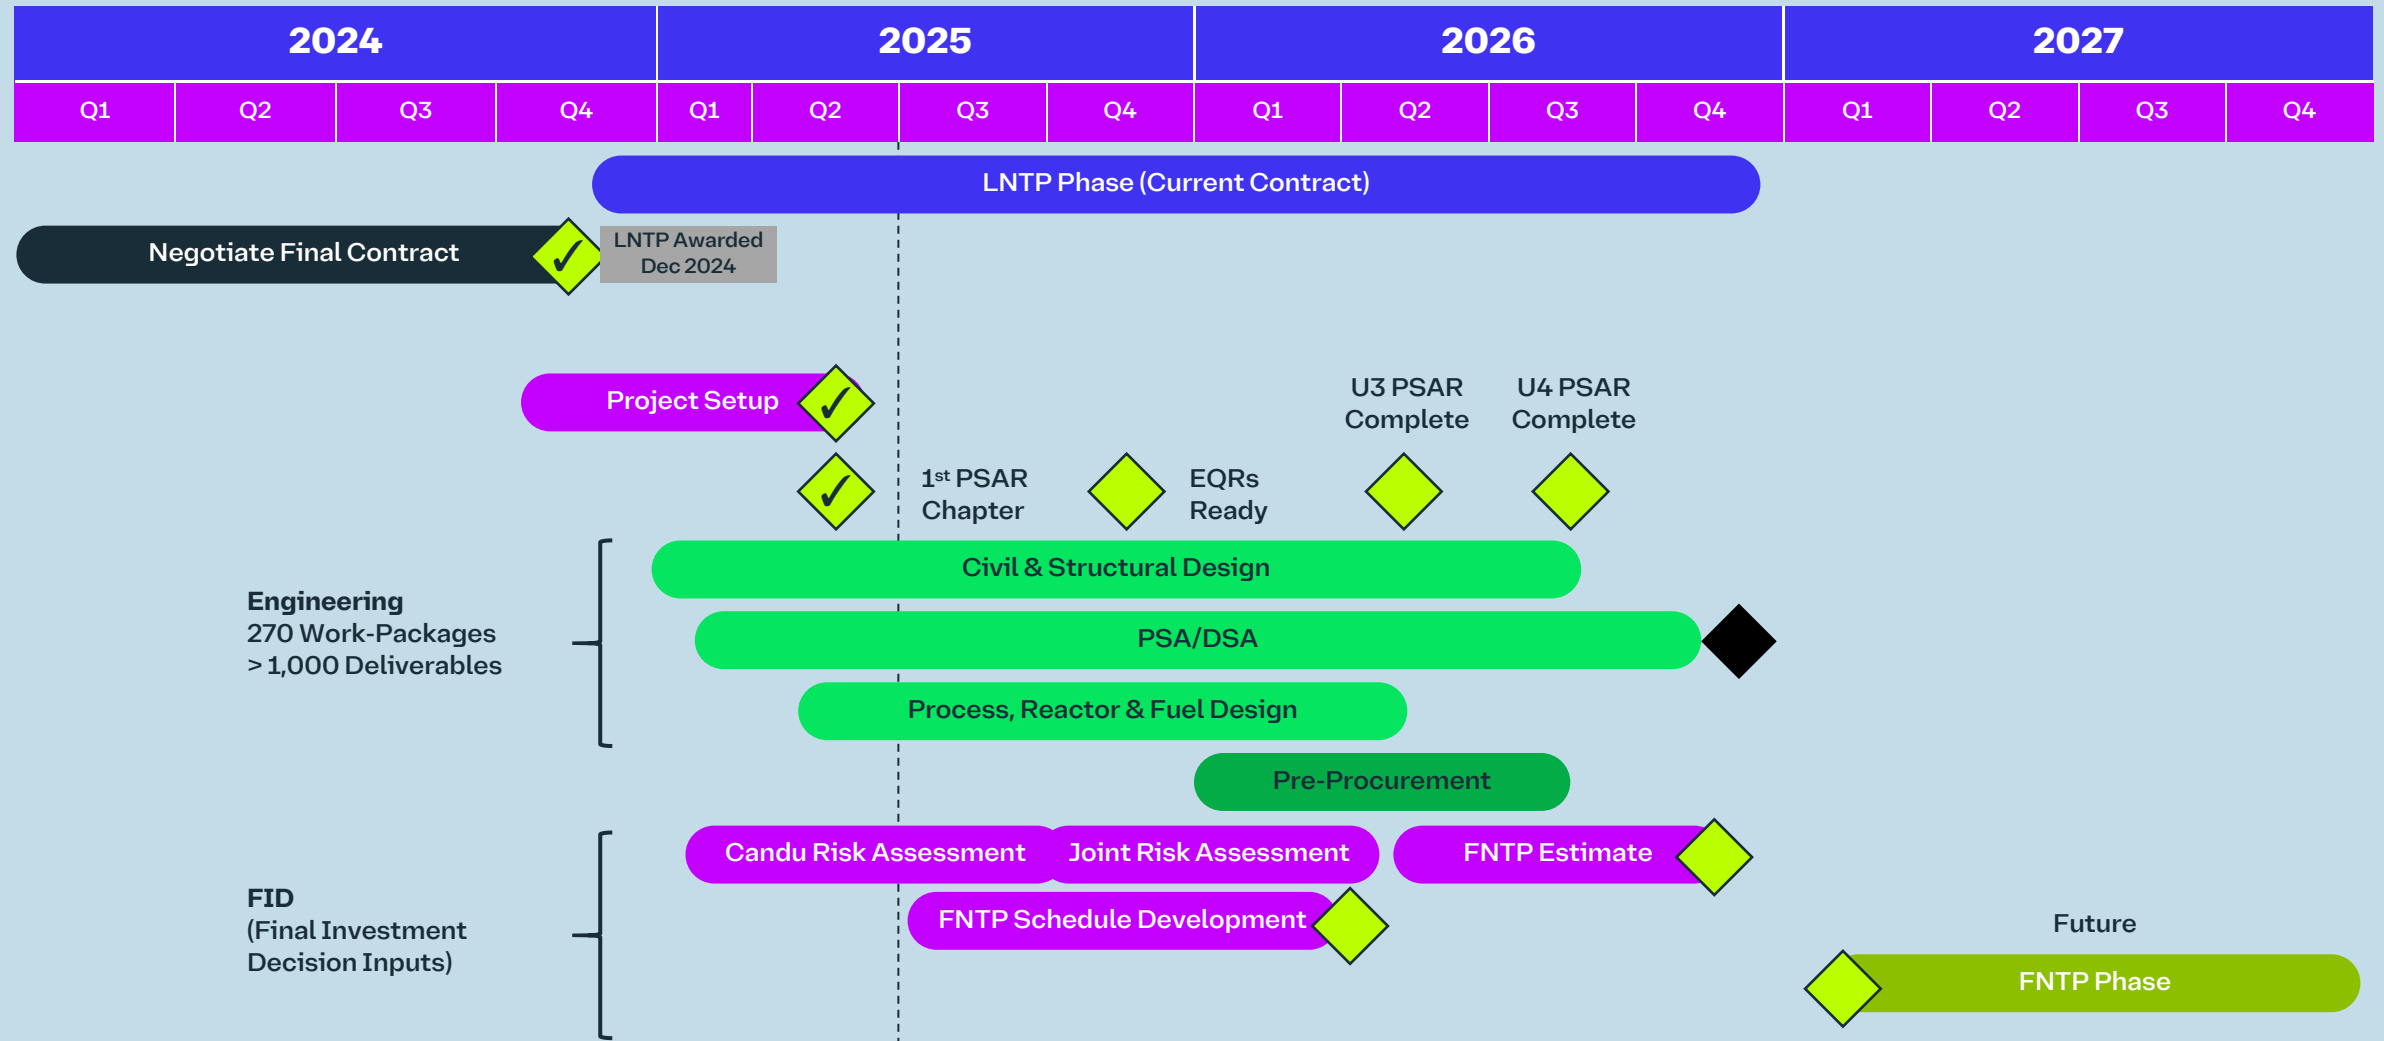 2024
2025
2026
2027
Q1
Q2
Q3
Q4
Q1
Q2
Q3
Q4
Q1
Q2
Q3
Q4
Q1
Q2
Q3
Q4
LNTP Phase (Current Contract)
Negotiate Final Contract
✓
LNTP Awarded
Dec 2024
Project Setup
✓
U3 PSAR
Complete
U4 PSAR
Complete
✓
1st PSAR
Chapter
EQRs
Ready
Civil & Structural Design
Engineering
270 Work-Packages
> 1,000 Deliverables
PSA/DSA
Process, Reactor & Fuel Design
Pre-Procurement
Candu Risk Assessment
Joint Risk Assessment
FNTP Estimate
FID
(Final Investment
Decision Inputs)
FNTP Schedule Development
Future
FNTP Phase